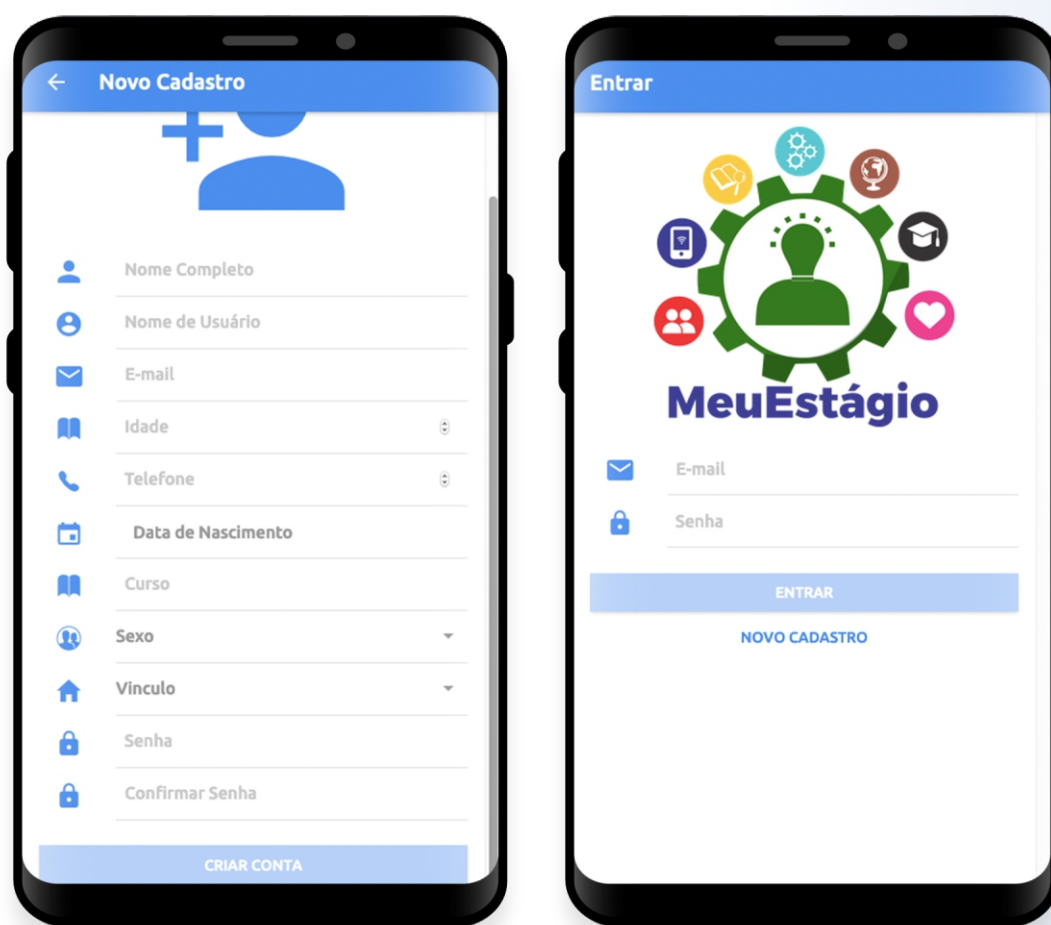 Novo Cadastro
Nome Completo
Nome de Usuário
E-mail
Idade
Telefone
Data de Nascimento
Curso
Sexo
Vinculo
Senha
Confirmar Senha
CRIAR CONTA
Entrar
MeuEstágio
E-mail
Senha
ENTRAR
NOVO CADASTRO